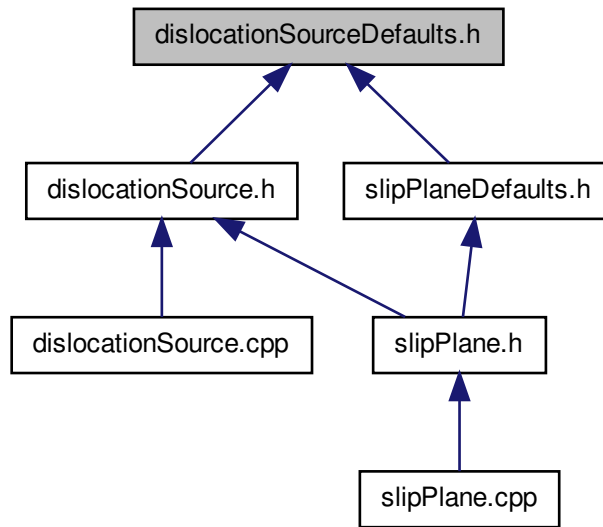 dislocationSourceDefaults.h
dislocationSource.h
slipPlaneDefaults.h
dislocationSource.cpp
slipPlane.h
slipPlane.cpp